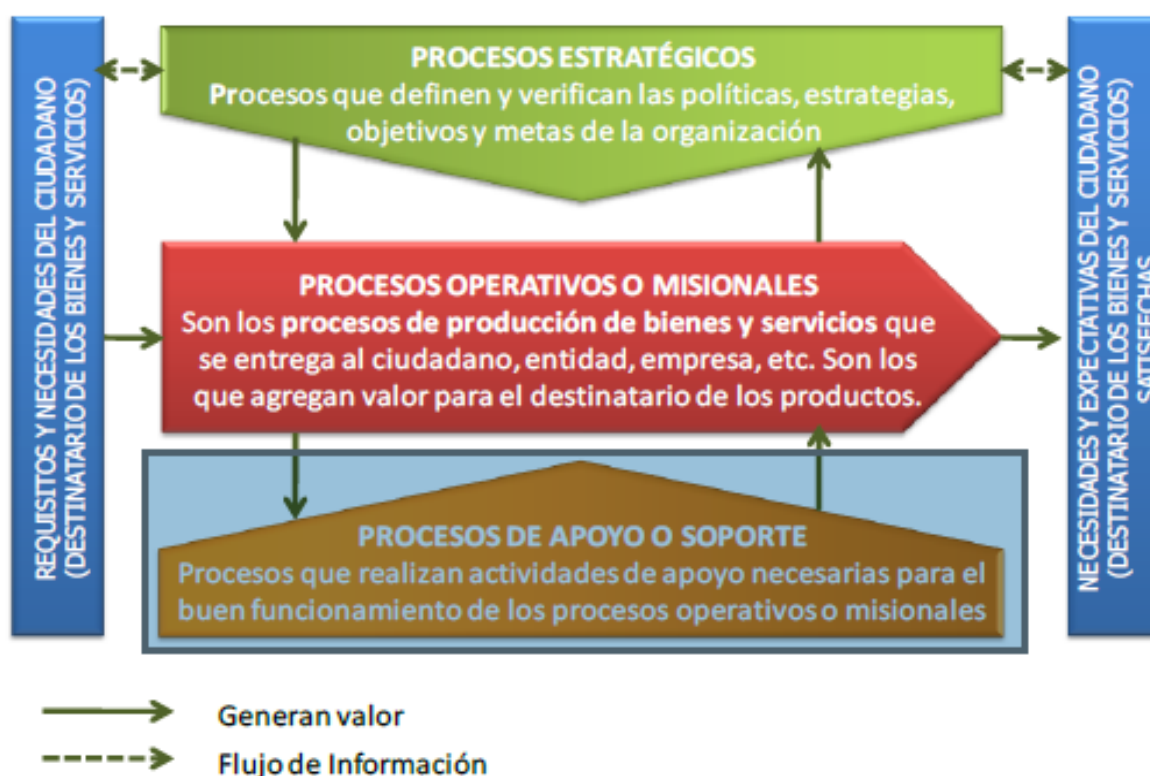 REQUISITOS Y NECESIDADES DEL CIUDADANO
(DESTINATARIO DE LOS BIENES Y SERVICIOS)
PROCESOS ESTRATÉGICOS
Procesos que definen y verifican las políticas, estrategias,
objetivos y metas de la organización
PROCESOS OPERATIVOS O MISIONALES
Son los procesos de producción de bienes y servicios que
se entrega al ciudadano, entidad, empresa, etc. Son los
que agregan valor para el destinatario de los productos.
PROCESOS DE APOYO O SOPORTE
Procesos que realizan actividades de apoyo necesarias para el
buen funcionamiento de los procesos operativos o misionales
NECESIDADES Y EXPECTATIVAS DEL CIUDADANO
(DESTINATARIO DE LOS BIENES Y SERVICIOS)
SATISFECHAS
Generan valor
Flujo de Información